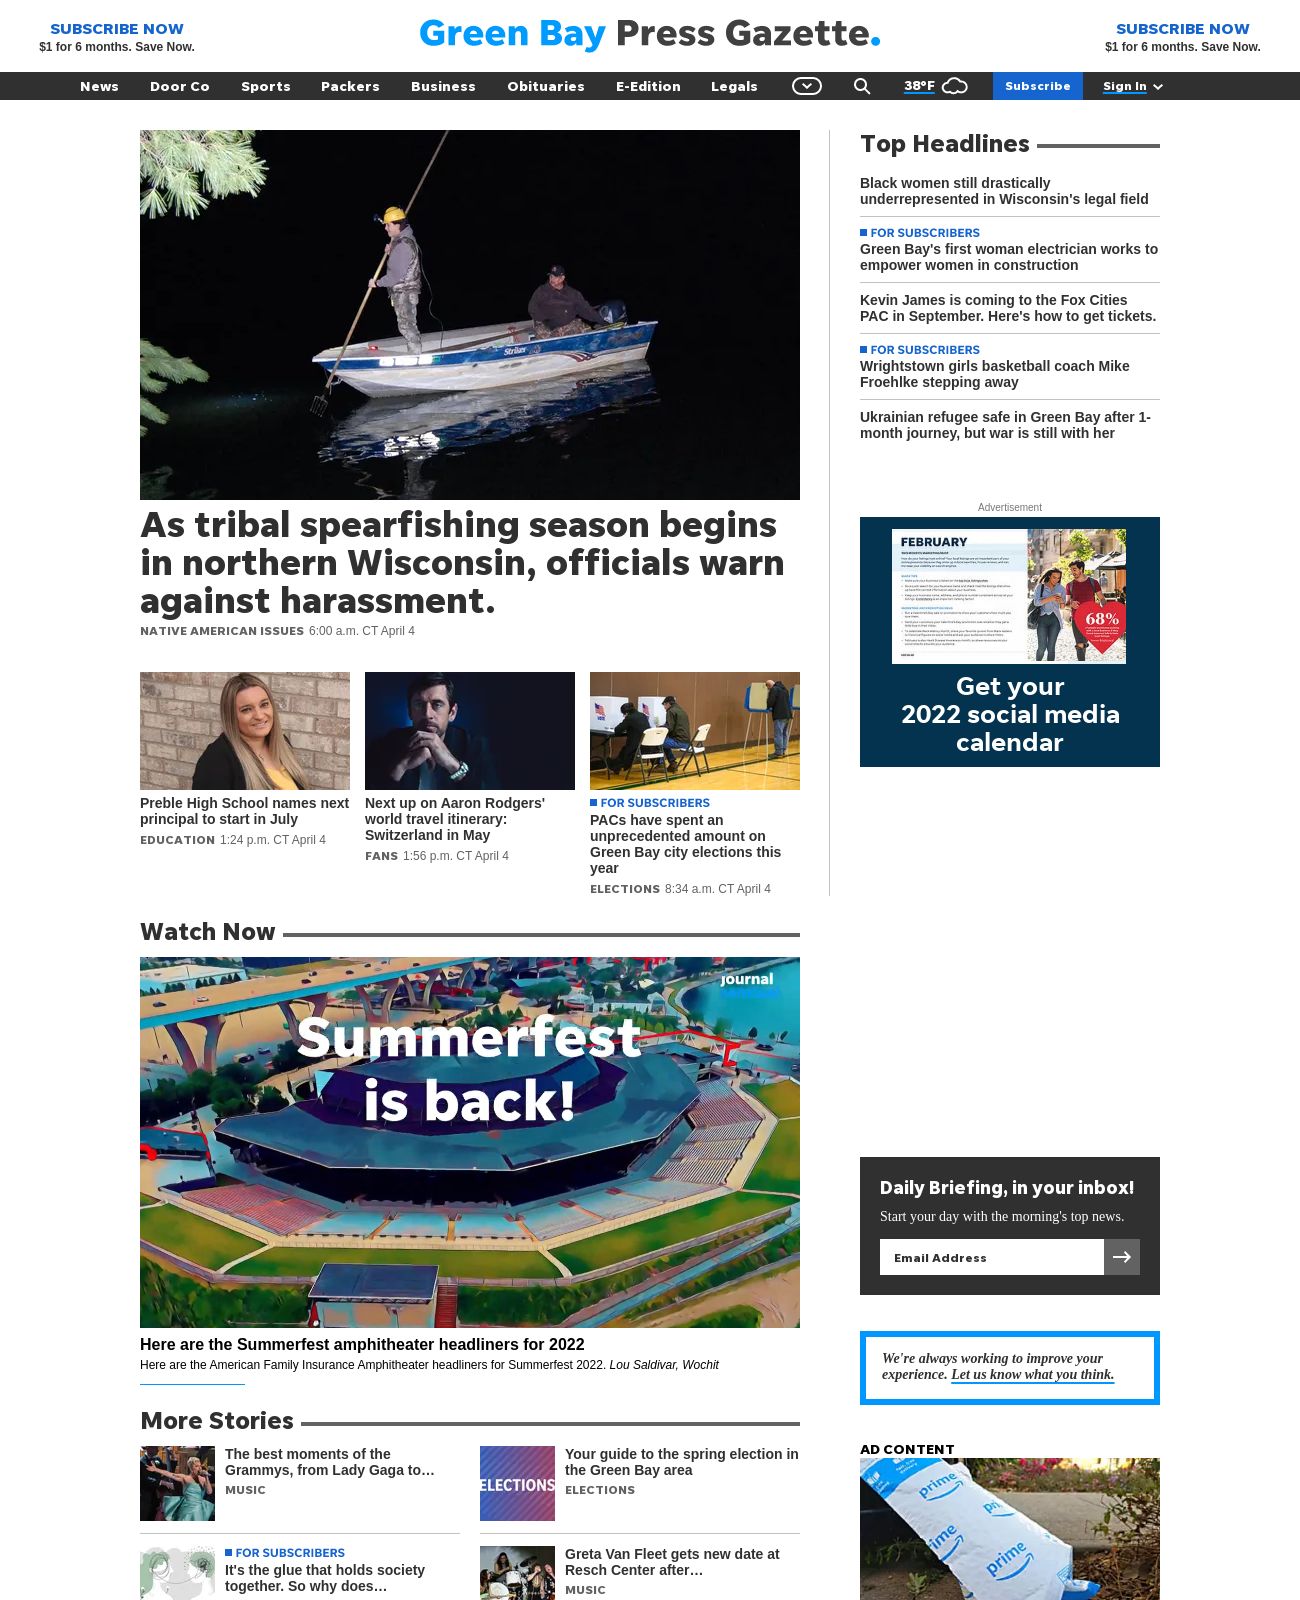 SUBSCRIBE NOW
$1 for 6 months. Save Now.
Green Bay Press Gazette.
SUBSCRIBE NOW
$1 for 6 months. Save Now.
News Door Co Sports Packers Business Obituaries E-Edition Legals 38°F Subscribe Sign In
Striker
As tribal spearfishing season begins
in northern Wisconsin, officials warn
against harassment.
NATIVE AMERICAN ISSUES 6:00 a.m. CT April 4
Preble High School names next
principal to start in July
EDUCATION 1:24 p.m. CT April 4
Next up on Aaron Rodgers'
world travel itinerary:
Switzerland in May
FANS 1:56 p.m. CT April 4
FOR SUBSCRIBERS
PACs have spent an
unprecedented amount on
Green Bay city elections this
year
ELECTIONS 8:34 a.m. CT April 4
Top Headlines
Black women still drastically
underrepresented in Wisconsin's legal field
FOR SUBSCRIBERS
Green Bay's first woman electrician works to
empower women in construction
Kevin James is coming to the Fox Cities
PAC in September. Here's how to get tickets.
FOR SUBSCRIBERS
Wrightstown girls basketball coach Mike
Froehlke stepping away
Ukrainian refugee safe in Green Bay after 1-
month journey, but war is still with her
Advertisement
FEBRUARY
68%
Get your
2022 social media
calendar
Watch Now
journal
Summerfest
is back!
Here are the Summerfest amphitheater headliners for 2022
Here are the American Family Insurance Amphitheater headliners for Summerfest 2022. Lou Saldivar, Wochit
Daily Briefing, in your inbox!
Start your day with the morning's top news.
Email Address
We're always working to improve your
experience. Let us know what you think.
More Stories
The best moments of the
Grammys, from Lady Gaga to…
MUSIC
ELECTIONS
Your guide to the spring election in
the Green Bay area
ELECTIONS
FOR SUBSCRIBERS
It's the glue that holds society
together. So why does…
Greta Van Fleet gets new date at
Resch Center after…
MUSIC
AD CONTENT
prime
prime
prime
prime